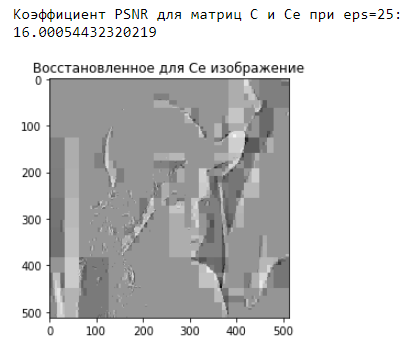 Коэффициент PSNR для матриц C и Ce при eps=25:
16.00054432320219
Восстановленное для Ce изображение
0
100
200
300
400
500
0 100 200 300 400 500